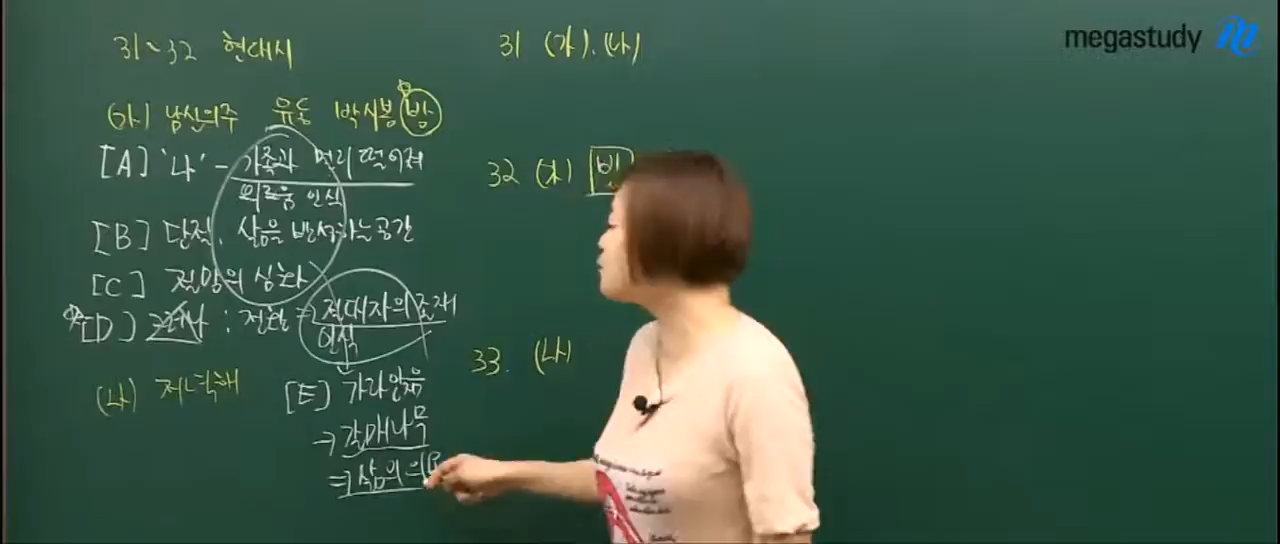 31~32 현대시
(가) 남신의주 유동 박시봉 방
[A] '나' - 가족과 멀리 떨어져
외로움 인식
[B] 단절, 삶을 반성하는 공간
[C] 절망의 심화
[D] 그러나 : 전환 ⇒ 절대자의 존재
인식
[E] 가라앉음
→ 갈매나무
⇒ 삶의 의
(나) 저녁해
31 (가). (나)
32 (가) 방
33. (나)
megastudy